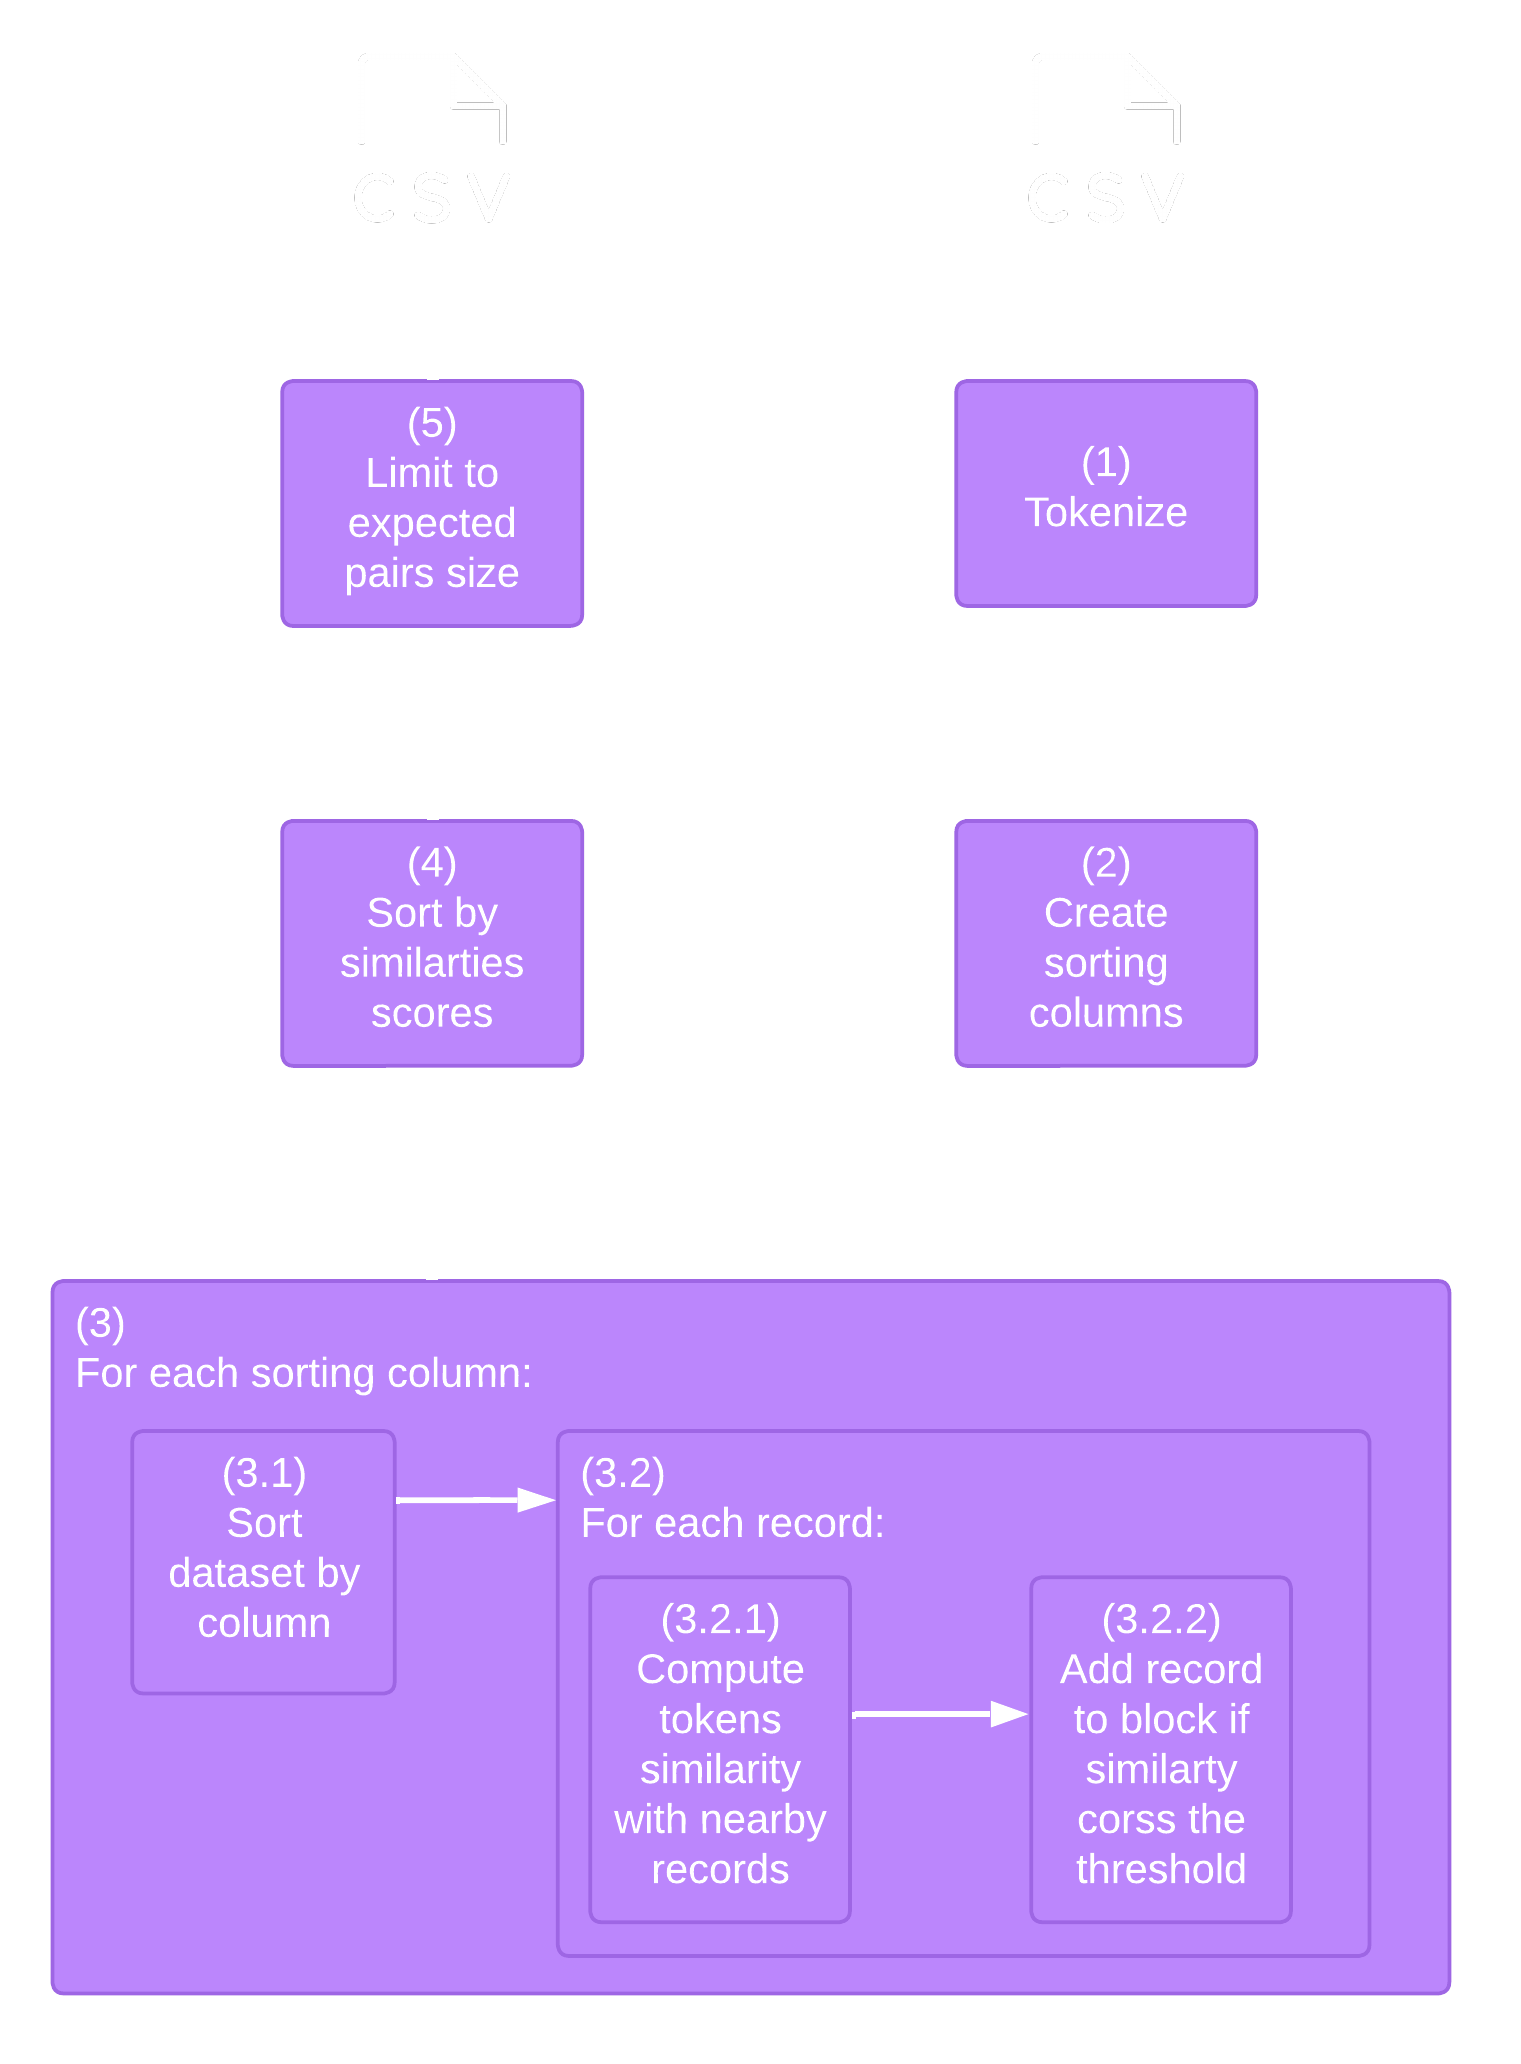 CSV
CSV
(5)
Limit to
expected
pairs size
(1)
Tokenize
(4)
Sort by
similarties
scores
(2)
Create
sorting
columns
(3)
For each sorting column:
(3.1)
Sort
dataset by
column
(3.2)
For each record:
(3.2.1)
Compute
tokens
similarity
with nearby
records
(3.2.2)
Add record
to block if
similarty
corss the
threshold